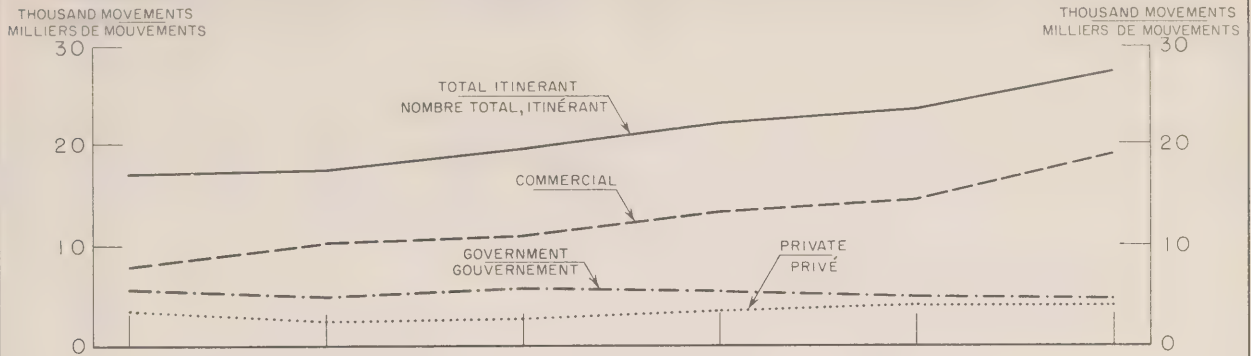 THOUSAND MOVEMENTS
MILLIERS DE MOUVEMENTS
THOUSAND MOVEMENTS
MILLIERS DE MOUVEMENTS
30
30
TOTAL ITINERANT
NOMBRE TOTAL, ITINÉRANT
20
20
COMMERCIAL
10
10
GOVERNMENT
GOUVERNEMENT
PRIVATE
PRIVÉ
0
0